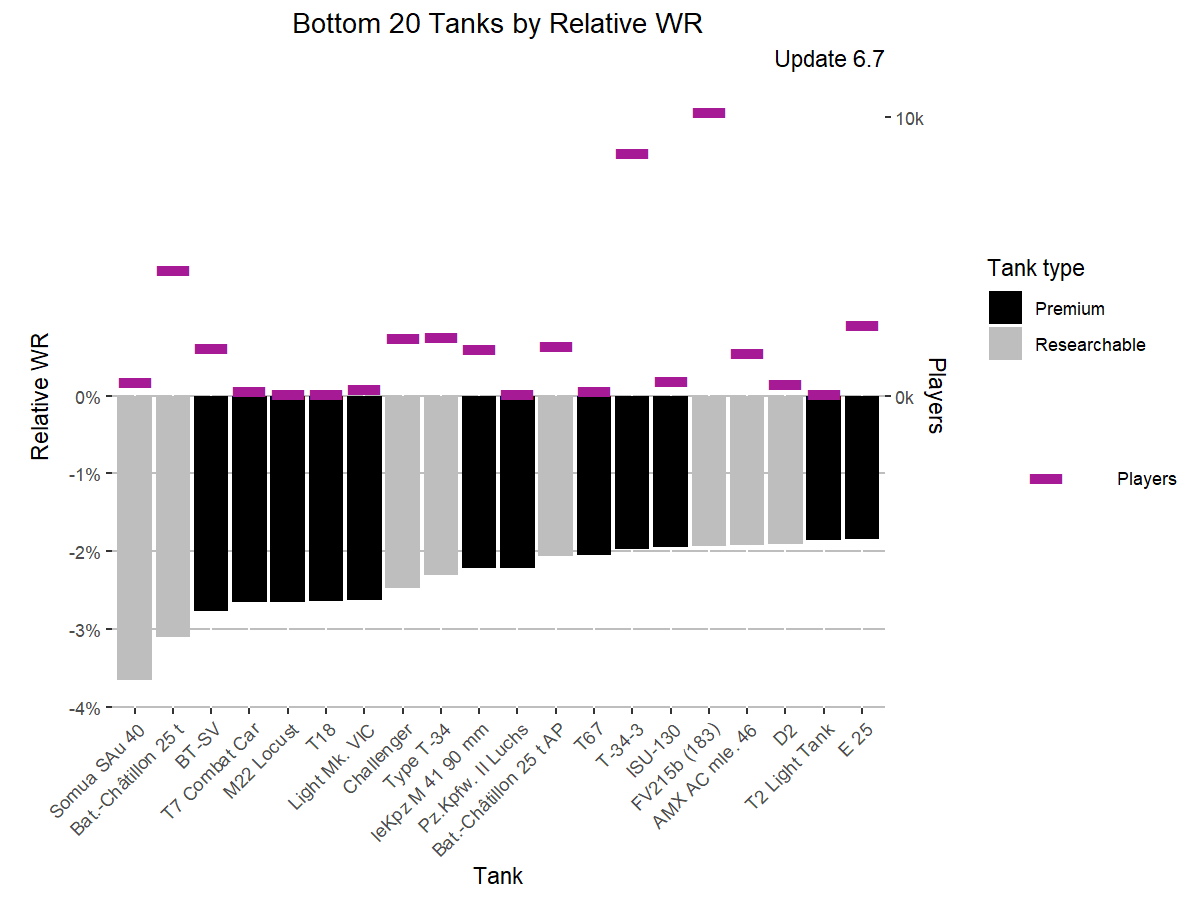 Bottom 20 Tanks by Relative WR
Update 6.7
10k
0k
Players
Relative WR
0%
-1%
-2%
-3%
-4%
Somua SAu 40
Bat.-Châtillon 25 t
BT-SV
T7 Combat Car
M22 Locust
T18
Light Mk. VIC
Challenger
Type T-34
leKpz M 41 90 mm
Pz.Kpfw. II Luchs
Bat.-Châtillon 25 t AP
T67
T-34-3
ISU-130
FV215b (183)
AMX AC mle. 46
D2
T2 Light Tank
E 25
Tank
Tank type
Premium
Researchable
Players